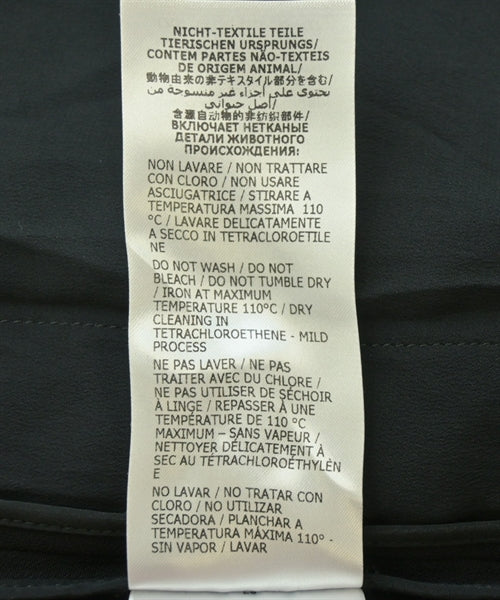 NICHT-TEXTILE TEILE
TIERISCHEN URSPRUNGS/
CONTEM PARTES NÃO-TEXTEIS
DE ORIGEM ANIMAL/
動物由来の非テキスタイル部分を含む/
يحتوي على أجزاء غير منسوجة من
أصل حيواني/
含源自动物的非纺织部件/
ВКЛЮЧАЕТ НЕТКАНЫЕ
ДЕТАЛИ ЖИВОТНОГО
ПРОИСХОЖДЕНИЯ:
NON LAVARE / NON TRATTARE
CON CLORO / NON USARE
ASCIUGATRICE / STIRARE A
TEMPERATURA MASSIMA 110
°C / LAVARE DELICATAMENTE
A SECCO IN TETRACLOROETILE
NE
DO NOT WASH / DO NOT
BLEACH / DO NOT TUMBLE DRY
/ IRON AT MAXIMUM
TEMPERATURE 110°C / DRY
CLEANING IN
TETRACHLOROETHENE - MILD
PROCESS
NE PAS LAVER / NE PAS
TRAITER AVEC DU CHLORE /
NE PAS UTILISER DE SÉCHOIR
À LINGE / REPASSER À UNE
TEMPÉRATURE DE 110 °C
MAXIMUM – SANS VAPEUR /
NETTOYER DÉLICATEMENT À
SEC AU TÉTRACHLOROÉTHYLÈN
E
NO LAVAR / NO TRATAR CON
CLORO / NO UTILIZAR
SECADORA / PLANCHAR A
TEMPERATURA MÁXIMA 110° -
SIN VAPOR / LAVAR